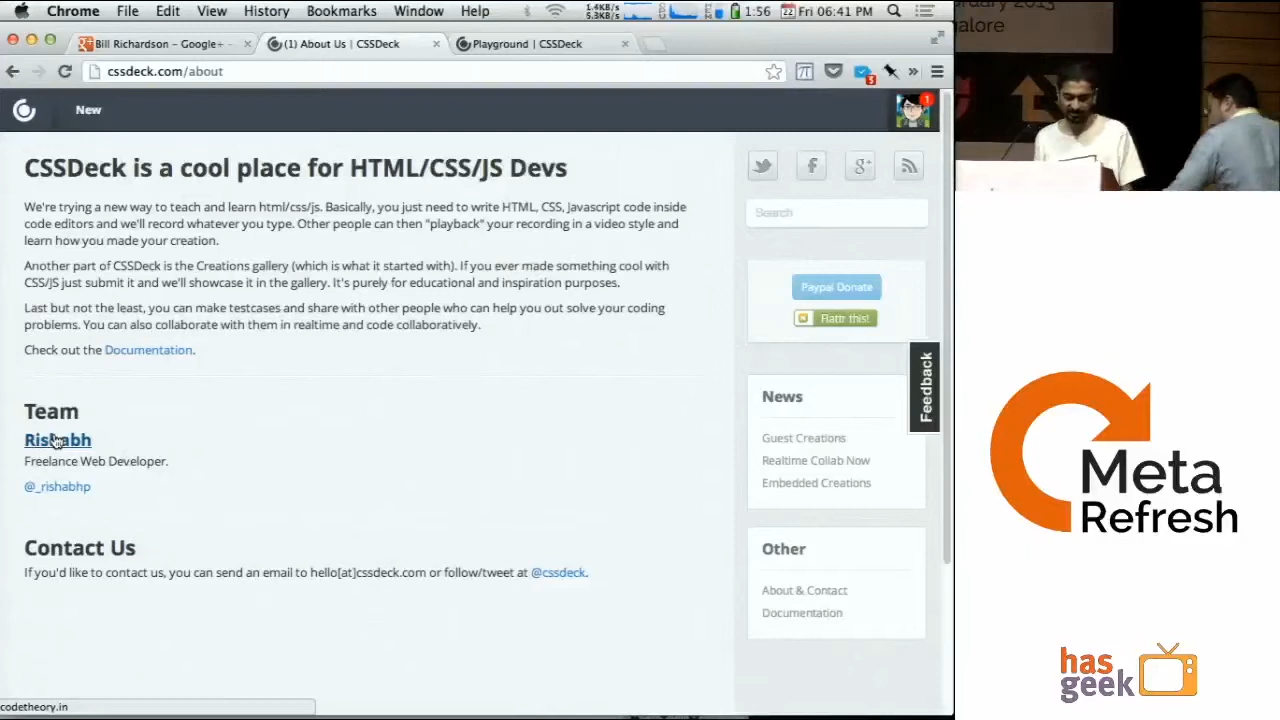 Chrome File Edit View History Bookmarks Window Help 1.4KB/s 5.3KB/s 1:56 Fri 06:41 PM
Bill Richardson – Google+ (1) About Us | CSSDeck Playground | CSSDeck
cssdeck.com/about
New
1
CSSDeck is a cool place for HTML/CSS/JS Devs
We're trying a new way to teach and learn html/css/js. Basically, you just need to write HTML, CSS, Javascript code inside
code editors and we'll record whatever you type. Other people can then "playback" your recording in a video style and
learn how you made your creation.
Another part of CSSDeck is the Creations gallery (which is what it started with). If you ever made something cool with
CSS/JS just submit it and we'll showcase it in the gallery. It's purely for educational and inspiration purposes.
Last but not the least, you can make testcases and share with other people who can help you out solve your coding
problems. You can also collaborate with them in realtime and code collaboratively.
Check out the Documentation.
Team
Rishabh
Freelance Web Developer.
@_rishabhp
Contact Us
If you'd like to contact us, you can send an email to hello[at]cssdeck.com or follow/tweet at @cssdeck.
codetheory.in
Search
Paypal Donate
Flattr this!
Feedback
News
Guest Creations
Realtime Collab Now
Embedded Creations
Other
About & Contact
Documentation
2013
Meta
Refresh
has
geek